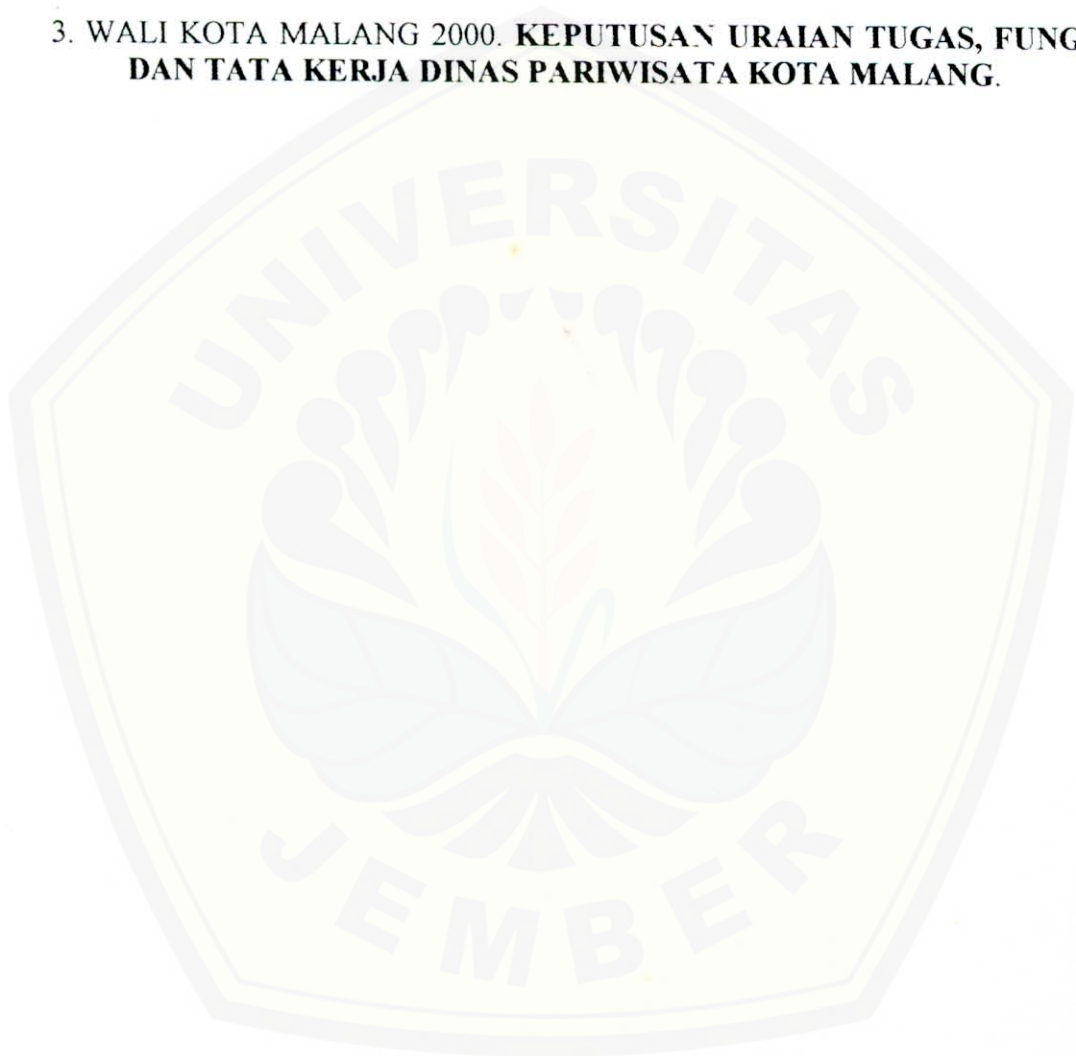 3. WALI KOTA MALANG 2000. KEPUTUSAN URAIAN TUGAS, FUNG
DAN TATA KERJA DINAS PARIWISATA KOTA MALANG.
UNIVERSITAS
JEMBER